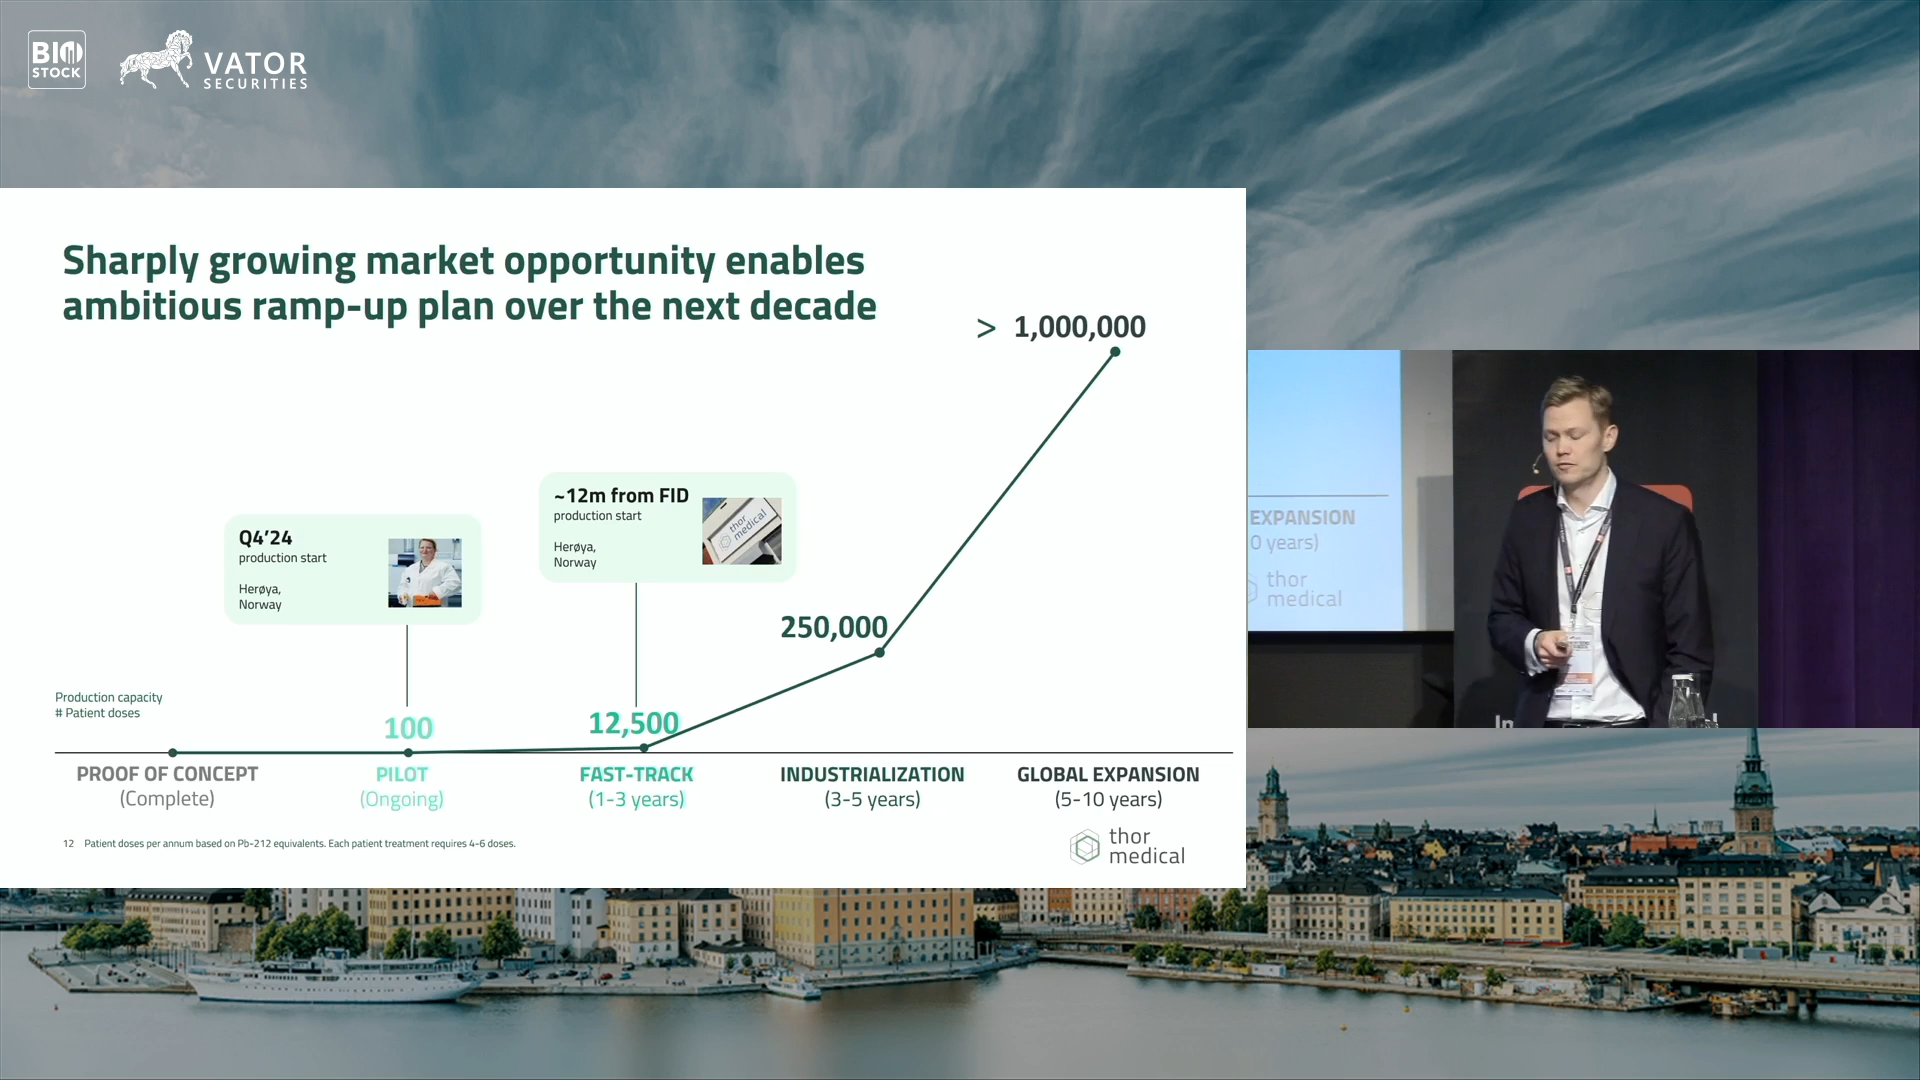 BIO
STOCK
VATOR
SECURITIES
Sharply growing market opportunity enables
ambitious ramp-up plan over the next decade
> 1,000,000
~12m from FID
production start
Herøya,
Norway
thor
medical
Q4’24
production start
Herøya,
Norway
250,000
Production capacity
# Patient doses
100
12,500
PROOF OF CONCEPT
(Complete)
PILOT
(Ongoing)
FAST-TRACK
(1-3 years)
INDUSTRIALIZATION
(3-5 years)
GLOBAL EXPANSION
(5-10 years)
12 Patient doses per annum based on Pb-212 equivalents. Each patient treatment requires 4-6 doses.
thor
medical
EXPANSION
0 years)
thor
medical